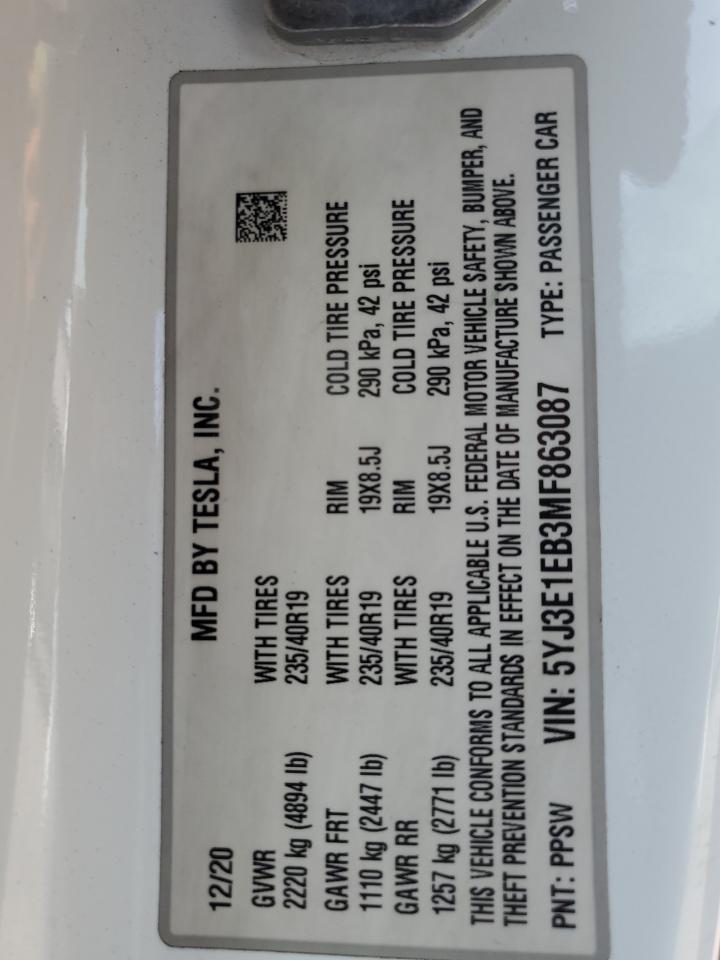 12/20 MFD BY TESLA, INC.
GVWR WITH TIRES
2220 kg (4894 lb) 235/40R19
GAWR FRT WITH TIRES RIM COLD TIRE PRESSURE
1110 kg (2447 lb) 235/40R19 19X8.5J 290 kPa, 42 psi
GAWR RR WITH TIRES RIM COLD TIRE PRESSURE
1257 kg (2771 lb) 235/40R19 19X8.5J 290 kPa, 42 psi
THIS VEHICLE CONFORMS TO ALL APPLICABLE U.S. FEDERAL MOTOR VEHICLE SAFETY, BUMPER, AND
THEFT PREVENTION STANDARDS IN EFFECT ON THE DATE OF MANUFACTURE SHOWN ABOVE.
PNT: PPSW VIN: 5YJ3E1EB3MF863087 TYPE: PASSENGER CAR